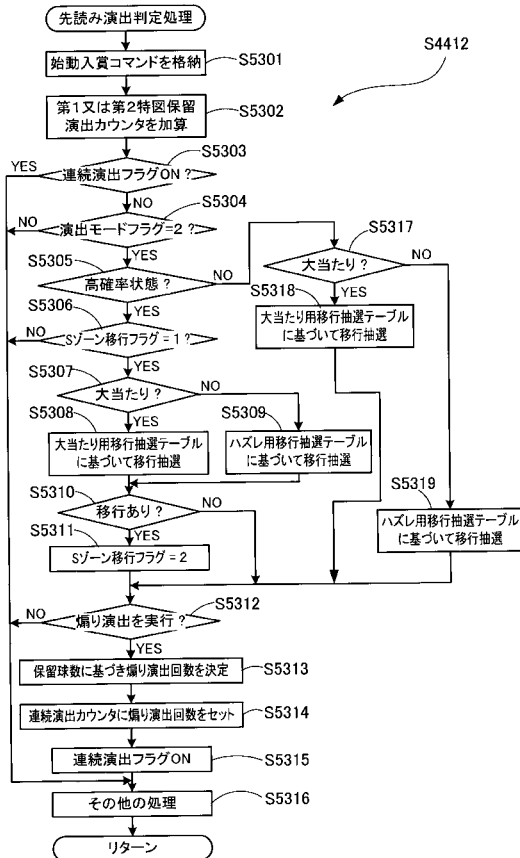 先読み演出判定処理
S4412
始動入賞コマンドを格納
S5301
第1又は第2特図保留
演出カウンタを加算
S5302
S5303
YES
連続演出フラグON?
NO
S5304
NO
演出モードフラグ=2?
YES
S5305
高確率状態?
NO
YES
S5317
大当たり?
NO
YES
S5318
大当たり用移行抽選テーブル
に基づいて移行抽選
S5306
NO
Sゾーン移行フラグ=1?
YES
S5307
大当たり?
NO
YES
S5308
大当たり用移行抽選テーブル
に基づいて移行抽選
S5309
ハズレ用移行抽選テーブル
に基づいて移行抽選
S5310
移行あり?
NO
YES
S5311
Sゾーン移行フラグ=2
S5319
ハズレ用移行抽選テーブル
に基づいて移行抽選
S5312
NO
煽り演出を実行?
YES
保留球数に基づき煽り演出回数を決定
S5313
連続演出カウンタに煽り演出回数をセット
S5314
連続演出フラグON
S5315
その他の処理
S5316
リターン